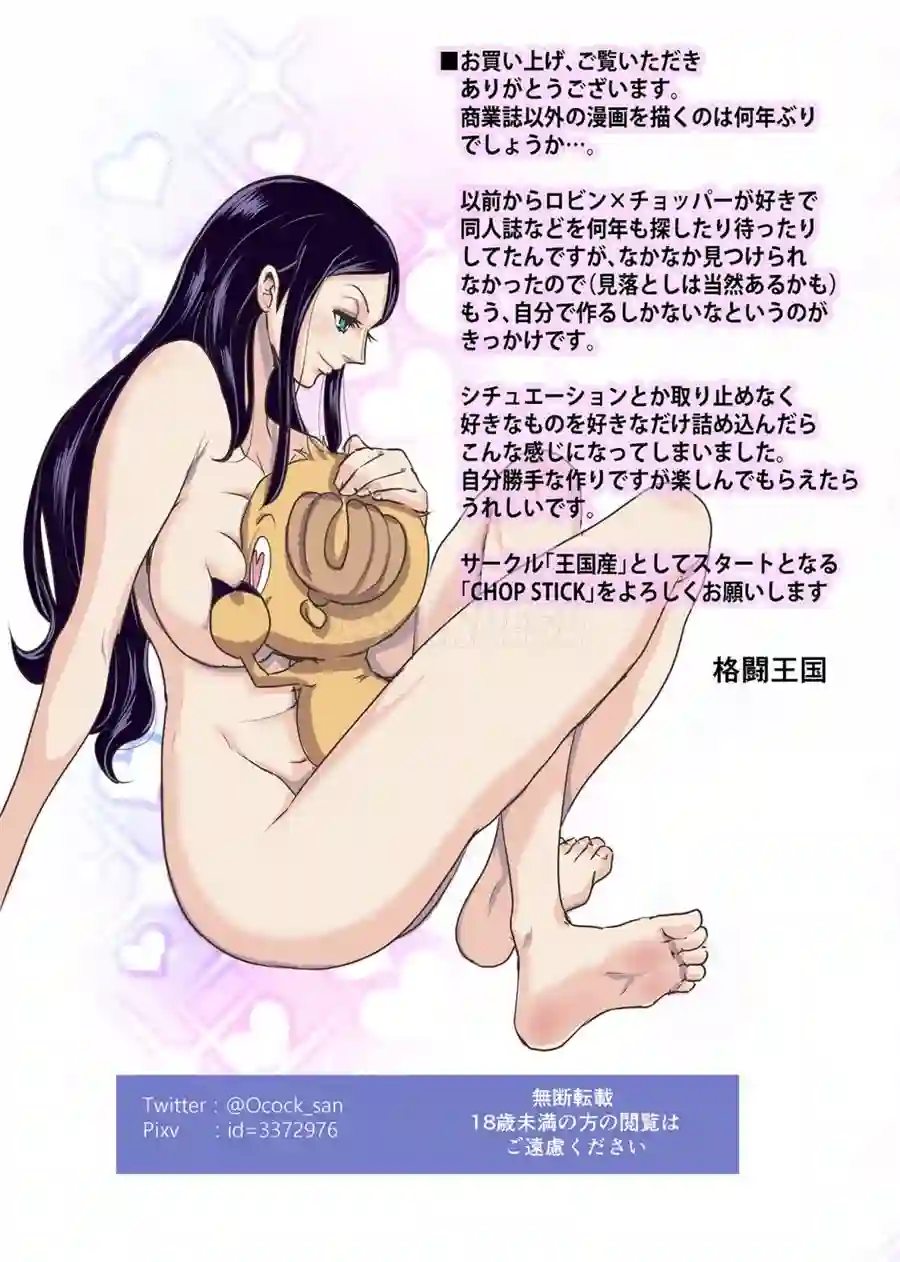 ■お買い上げ、ご覧いただき
ありがとうございます。
商業誌以外の漫画を描くのは何年ぶり
でしょうか…。
以前からロビン×チョッパーが好きで
同人誌などを何年も探したり待ったり
してたんですが、なかなか見つけられ
なかったので（見落としは当然あるかも）
もう、自分で作るしかないなというのが
きっかけです。
シチュエーションとか取り止めなく
好きなものを好きなだけ詰め込んだら
こんな感じになってしまいました。
自分勝手な作りですが楽しんでもらえたら
うれしいです。
サークル「王国産」としてスタートとなる
「CHOP STICK」をよろしくお願いします
格闘王国
Twitter : @Ocock_san
Pixv : id=3372976
無断転載
18歳未満の方の閲覧は
ご遠慮ください